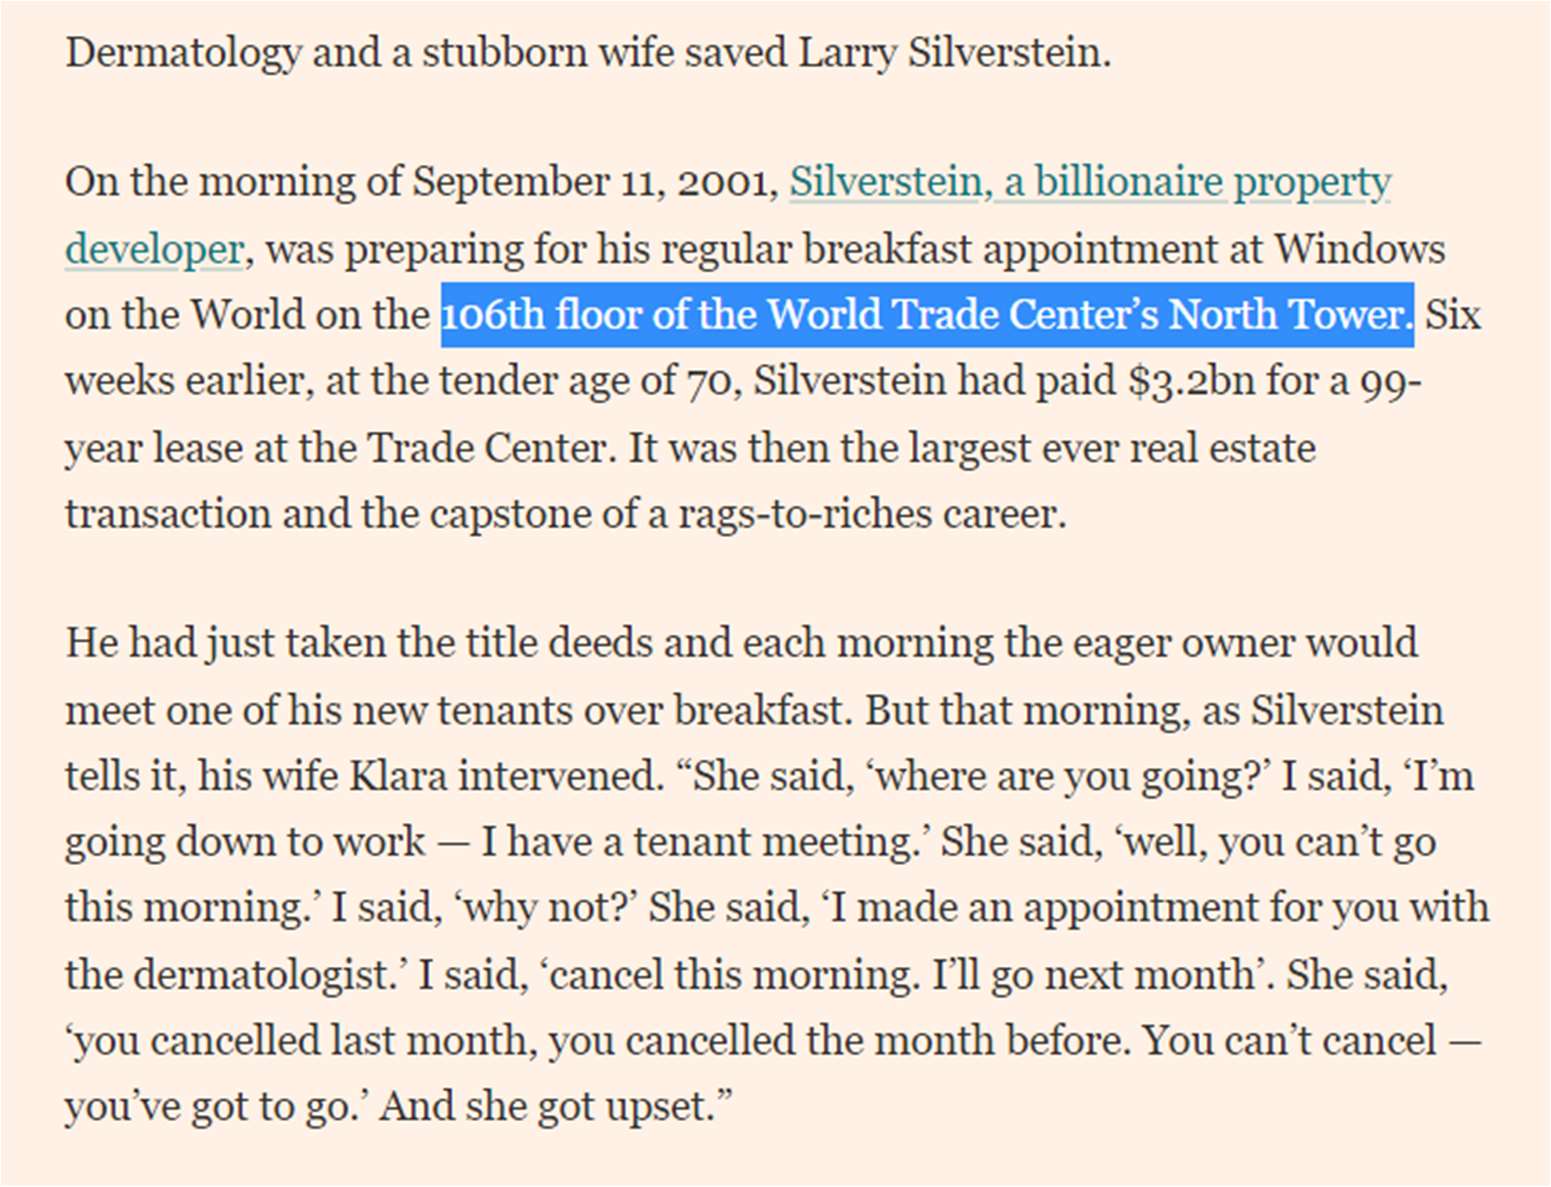 Dermatology and a stubborn wife saved Larry Silverstein.
On the morning of September 11, 2001, Silverstein, a billionaire property
developer, was preparing for his regular breakfast appointment at Windows
on the World on the 106th floor of the World Trade Center’s North Tower. Six
weeks earlier, at the tender age of 70, Silverstein had paid $3.2bn for a 99-
year lease at the Trade Center. It was then the largest ever real estate
transaction and the capstone of a rags-to-riches career.
He had just taken the title deeds and each morning the eager owner would
meet one of his new tenants over breakfast. But that morning, as Silverstein
tells it, his wife Klara intervened. “She said, ‘where are you going?’ I said, ‘I’m
going down to work — I have a tenant meeting.’ She said, ‘well, you can’t go
this morning.’ I said, ‘why not?’ She said, ‘I made an appointment for you with
the dermatologist.’ I said, ‘cancel this morning. I’ll go next month’. She said,
‘you cancelled last month, you cancelled the month before. You can’t cancel —
you’ve got to go.’ And she got upset.”